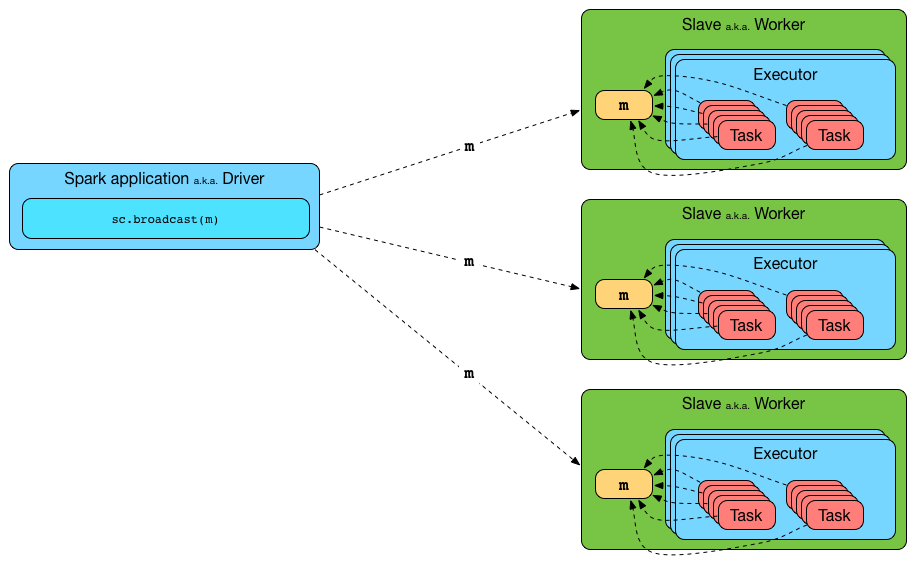 Slave a.k.a. Worker
Executor
m
Task
Task
m
Spark application a.k.a. Driver
sc.broadcast(m)
Slave a.k.a. Worker
m
Executor
m
Task
Task
m
Slave a.k.a. Worker
Executor
m
Task
Task